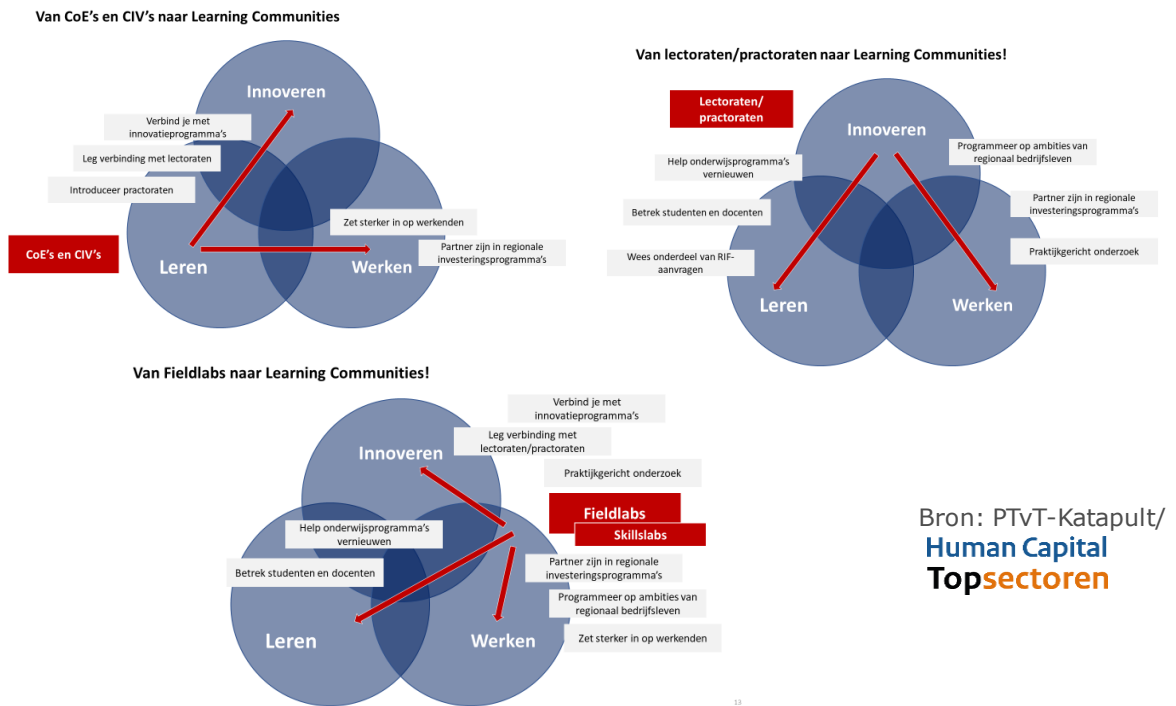 Van CoE’s en CIV’s naar Learning Communities
Innoveren
Verbind je met
innovatieprogramma’s
Leg verbinding met lectoraten
Introduceer practoraten
Zet sterker in op werkenden
CoE’s en CIV’s
Leren
Werken
Partner zijn in regionale
investeringsprogramma’s
Van lectoraten/practoraten naar Learning Communities!
Lectoraten/
practoraten
Innoveren
Programmeer op ambities van
regionaal bedrijfsleven
Help onderwijsprogramma’s
vernieuwen
Partner zijn in regionale
investeringsprogramma’s
Betrek studenten en docenten
Praktijkgericht onderzoek
Wees onderdeel van RIF-
aanvragen
Leren
Werken
Van Fieldlabs naar Learning Communities!
Verbind je met
innovatieprogramma’s
Leg verbinding met
lectoraten/practoraten
Innoveren
Praktijkgericht onderzoek
Fieldlabs
Skillslabs
Help onderwijsprogramma’s
vernieuwen
Betrek studenten en docenten
Partner zijn in regionale
investeringsprogramma’s
Programmeer op ambities van
regionaal bedrijfsleven
Zet sterker in op werkenden
Leren
Werken
Bron: PTvT-Katapult/
Human Capital
Topsectoren
13